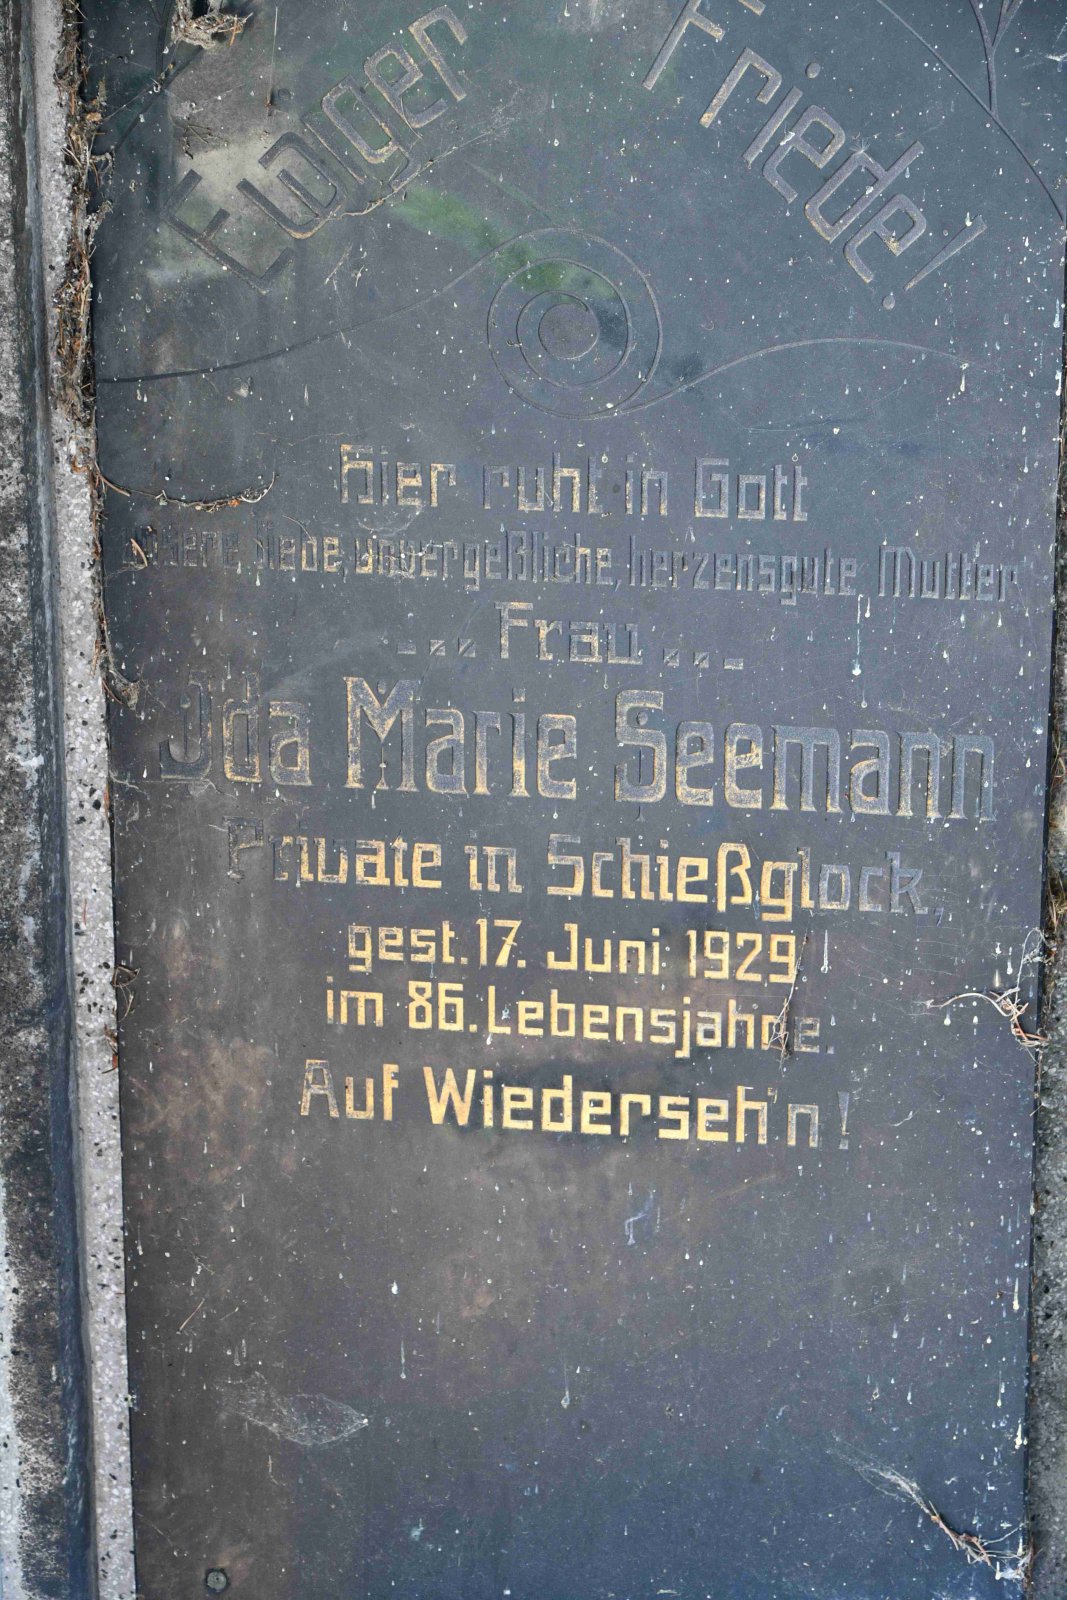 Ewiger Friede!
Hier ruht in Gott
unsere liebe, unvergeßliche, herzensgute Mutter
... Frau ...
Ida Marie Seemann
Private in Schießglock,
gest. 17. Juni 1929
im 86. Lebensjahre.
Auf Wiederseh'n!